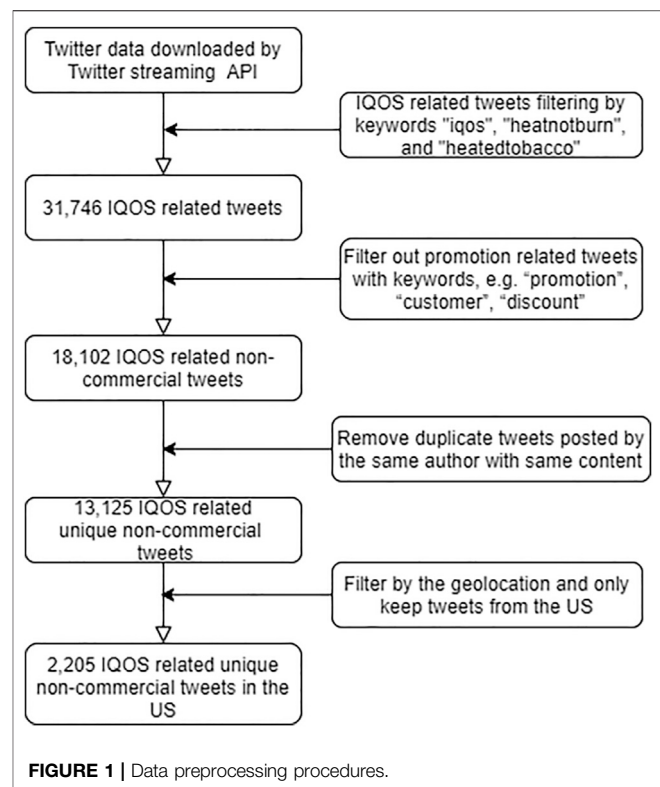 Twitter data downloaded by
Twitter streaming API
IQOS related tweets filtering by
keywords "iqos", "heatnotburn",
and "heatedtobacco"
31,746 IQOS related tweets
Filter out promotion related tweets
with keywords, e.g. “promotion”,
“customer”, “discount”
18,102 IQOS related non-
commercial tweets
Remove duplicate tweets posted by
the same author with same content
13,125 IQOS related
unique non-commercial
tweets
Filter by the geolocation and only
keep tweets from the US
2,205 IQOS related unique
non-commercial tweets in the
US
FIGURE 1 | Data preprocessing procedures.